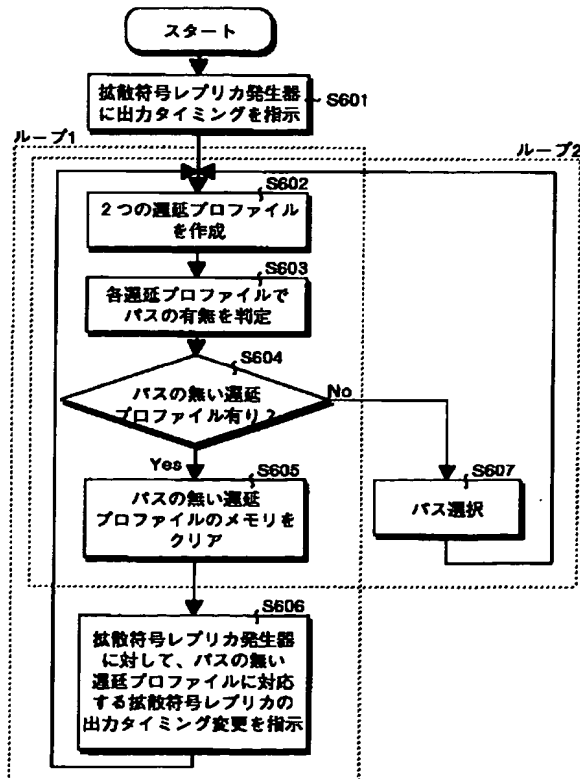 スタート
拡散符号レプリカ発生器
に出力タイミングを指示
S601
ループ1
ループ2
S602
2つの遅延プロファイル
を作成
S603
各遅延プロファイルで
パスの有無を判定
S604
パスの無い遅延
プロファイル有り?
No
Yes
S605
パスの無い遅延
プロファイルのメモリを
クリア
S607
パス選択
S606
拡散符号レプリカ発生器
に対して、パスの無い
遅延プロファイルに対応
する拡散符号レプリカの
出力タイミング変更を指示